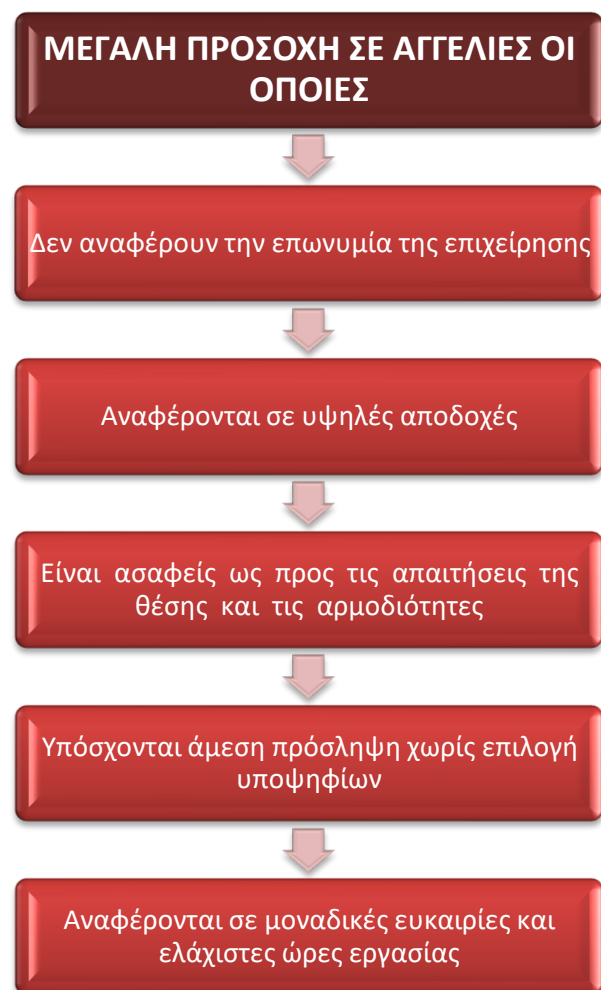 ΜΕΓΑΛΗ ΠΡΟΣΟΧΗ ΣΕ ΑΓΓΕΛΙΕΣ ΟΙ
ΟΠΟΙΕΣ
Δεν αναφέρουν την επωνυμία της επιχείρησης
Αναφέρονται σε υψηλές αποδοχές
Είναι ασαφείς ως προς τις απαιτήσεις της
θέσης και τις αρμοδιότητες
Υπόσχονται άμεση πρόσληψη χωρίς επιλογή
υποψηφίων
Αναφέρονται σε μοναδικές ευκαιρίες και
ελάχιστες ώρες εργασίας